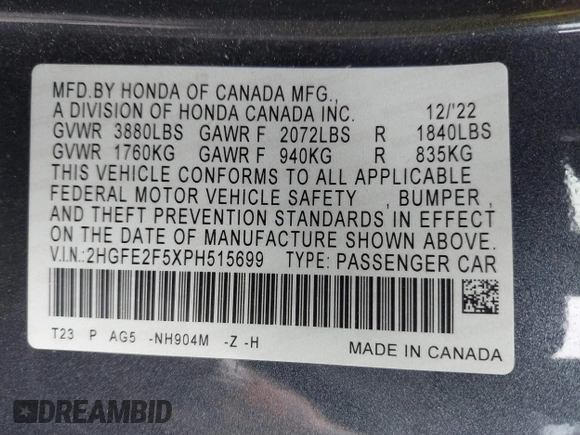 MFD.BY HONDA OF CANADA MFG.,
A DIVISION OF HONDA CANADA INC. 12/'22
GVWR 3880LBS GAWR F 2072LBS R 1840LBS
GVWR 1760KG GAWR F 940KG R 835KG
THIS VEHICLE CONFORMS TO ALL APPLICABLE
FEDERAL MOTOR VEHICLE SAFETY , BUMPER ,
AND THEFT PREVENTION STANDARDS IN EFFECT
ON THE DATE OF MANUFACTURE SHOWN ABOVE.
V.I.N.:2HGFE2F5XPH515699 TYPE: PASSENGER CAR
T23 P AG5 -NH904M -Z -H
MADE IN CANADA
DREAMBID